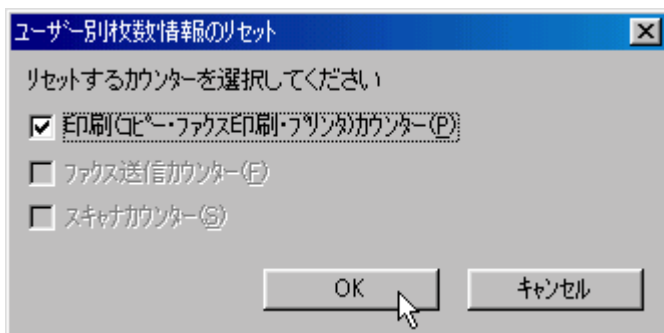 ユーザー別枚数情報のリセット
リセットするカウンターを選択してください
印刷(コピー・ファクス印刷・プリンタ)カウンター(P)
ファクス送信カウンター(F)
スキャナカウンター(S)
OK キャンセル